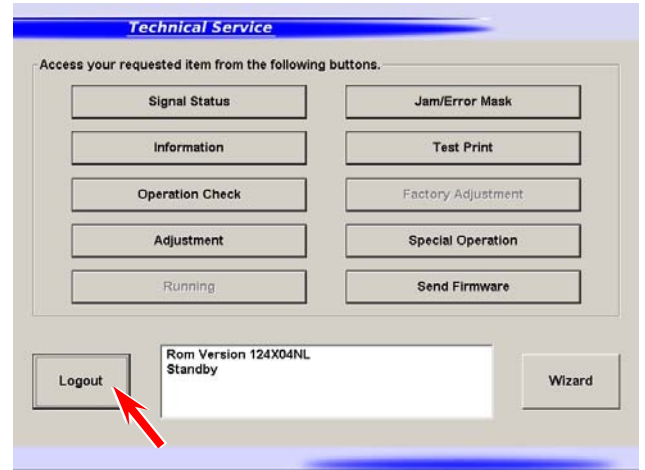 Technical Service
Access your requested item from the following buttons.
Signal Status
Jam/Error Mask
Information
Test Print
Operation Check
Factory Adjustment
Adjustment
Special Operation
Running
Send Firmware
Logout
Rom Version 124X04NL
Standby
Wizard